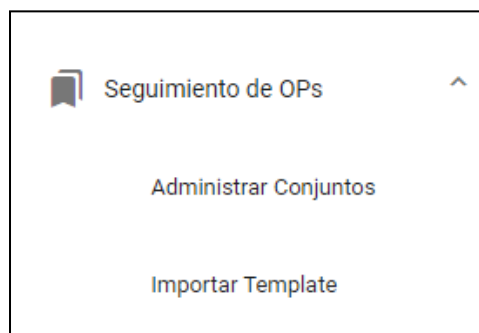 Seguimiento de OPs
Administrar Conjuntos
Importar Template